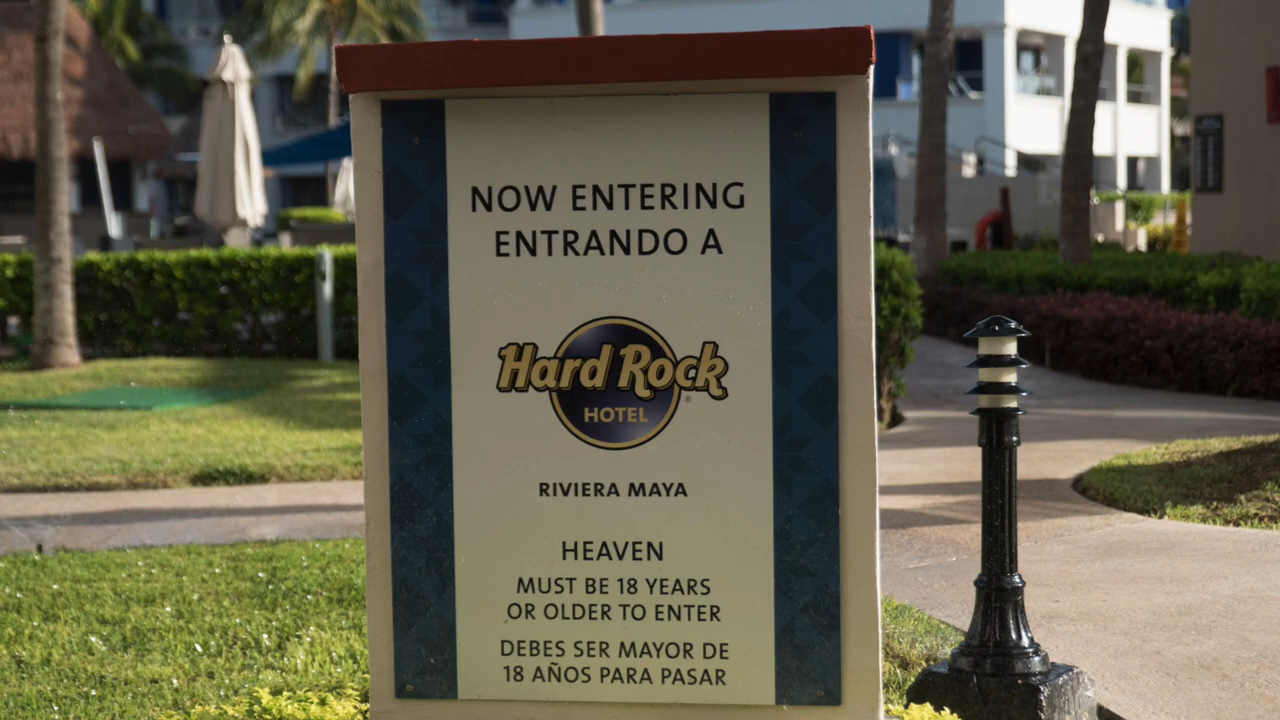 NOW ENTERING
ENTRANDO A
Hard Rock
HOTEL
®
RIVIERA MAYA
HEAVEN
MUST BE 18 YEARS
OR OLDER TO ENTER
DEBES SER MAYOR DE
18 AÑOS PARA PASAR